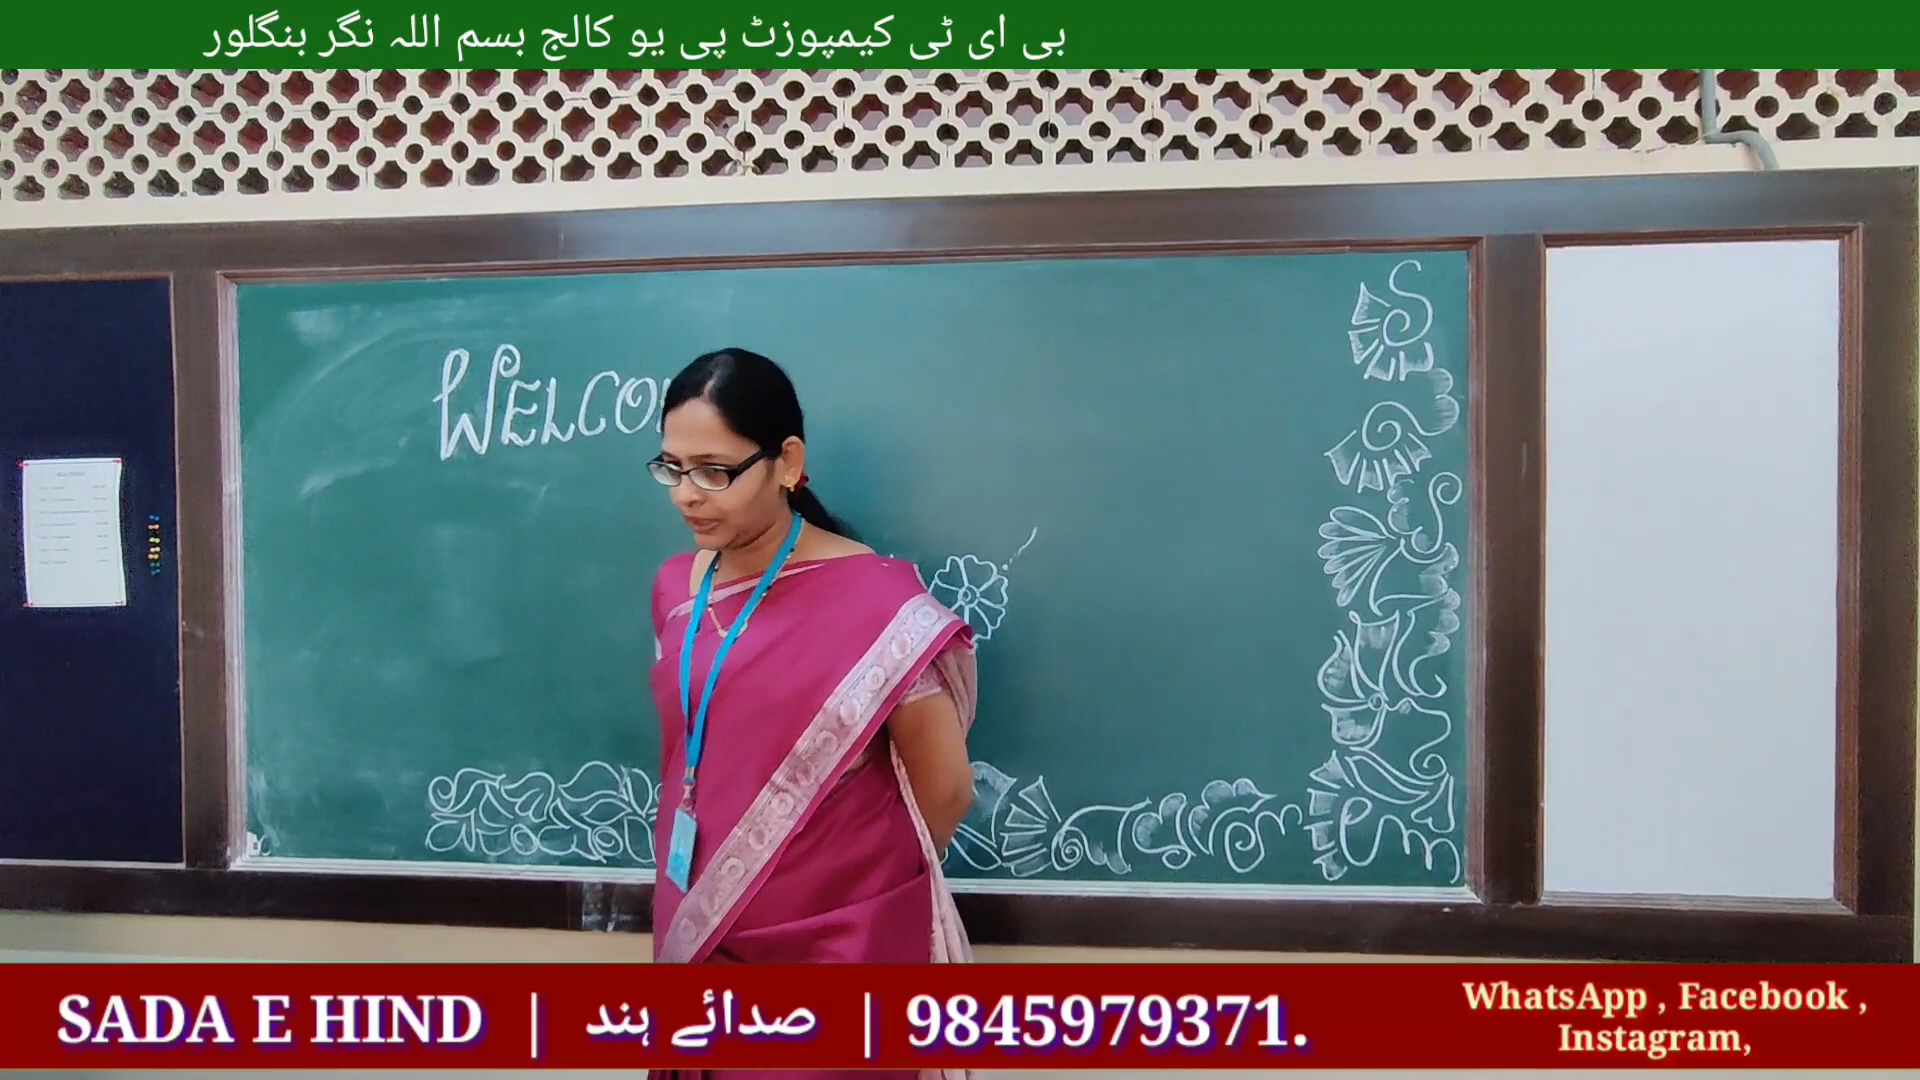 بی ای ٹی کیمپوزٹ پی یو کالج بسم اللہ نگر بنگلور
WELCO
SADA E HIND | صدائے ہند | 9845979371.
WhatsApp , Facebook ,
Instagram,